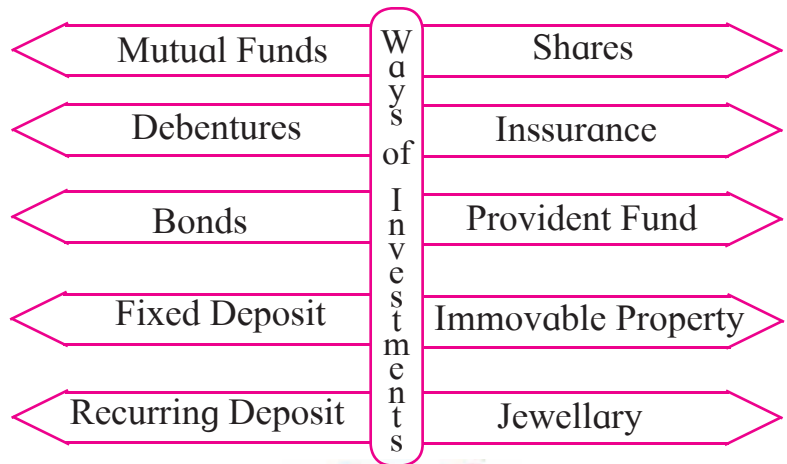 Mutual Funds
Debentures
Bonds
Fixed Deposit
Recurring Deposit
Ways of Investments
Shares
Inssurance
Provident Fund
Immovable Property
Jewellary